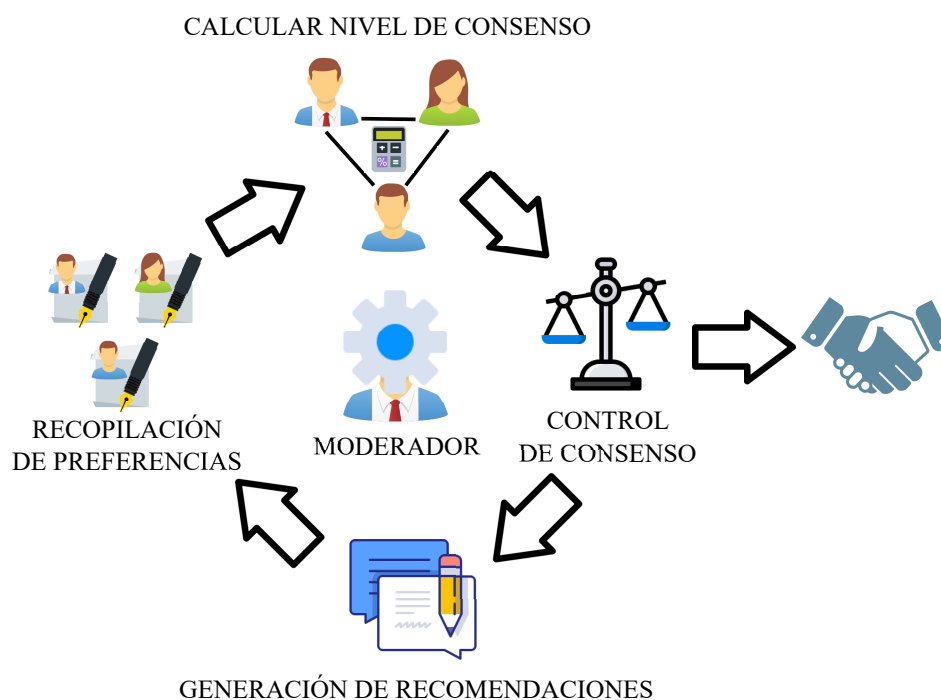 CALCULAR NIVEL DE CONSENSO
RECOPILACIÓN
DE PREFERENCIAS
MODERADOR
CONTROL
DE CONSENSO
GENERACIÓN DE RECOMENDACIONES